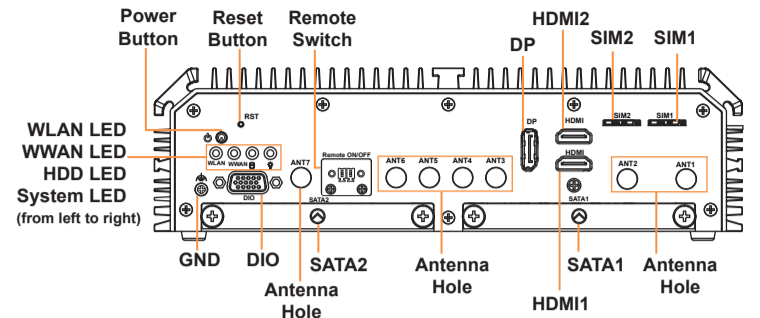 Power
Button
Reset
Button
Remote
Switch
HDMI2
DP
SIM2
SIM1
RST
DP
HDMI
SIM2
SIM1
WLAN LED
WWAN LED
HDD LED
System LED
(from left to right)
WLAN
WWAN
ANT7
Remote ON/OFF
ANT6
ANT5
ANT4
ANT3
HDMI
ANT2
ANT1
DIO
SATA2
SATA1
GND
DIO
SATA2
Antenna
Hole
Antenna
Hole
SATA1
HDMI1
Antenna
Hole